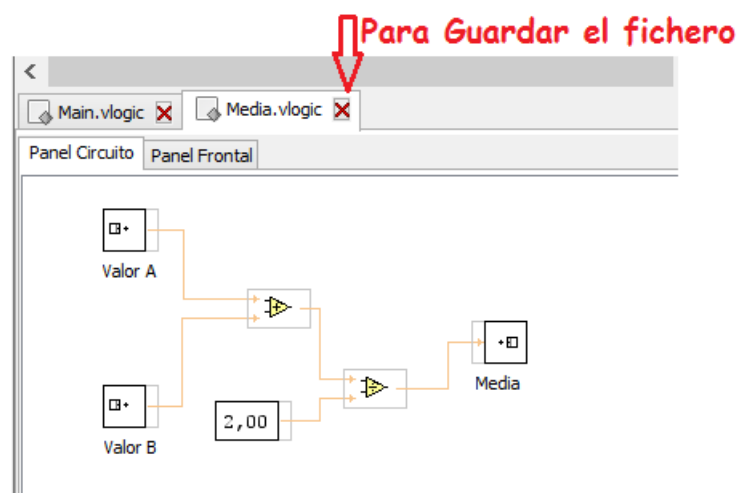 Para Guardar el fichero
Main.vlogic Media.vlogic
Panel Circuito Panel Frontal
Valor A
Media
2,00
Valor B